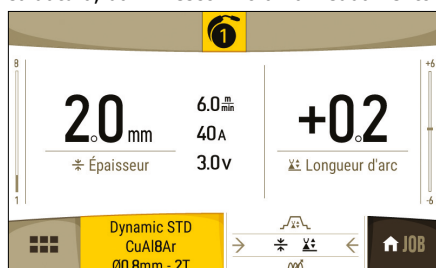 1
8
+6
2.0 mm
6.0 m/min
40 A
3.0 V
+0.2
Épaisseur
Longueur d'arc
1
-6
Dynamic STD
CuAl8Ar
Ø0.8mm - 2T
JOB